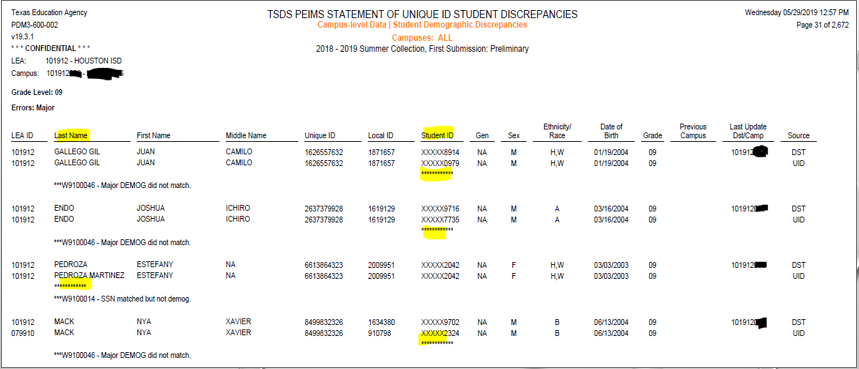 Texas Education Agency
TSDS PEIMS STATEMENT OF UNIQUE ID STUDENT DISCREPANCIES
Wednesday 05/29/2019 12:57 PM
PDM3-600-002
Campus-level Data | Student Demographic Discrepancies
Page 31 of 2,672
v19.3.1
Campuses: ALL
* * * CONFIDENTIAL * * *
2018 - 2019 Summer Collection, First Submission: Preliminary
LEA: 101912 - HOUSTON ISD
Campus: 101912
Grade Level: 09
Errors: Major
LEA ID Last Name First Name Middle Name Unique ID Local ID Student ID Gen Sex Ethnicity/ Race Date of Birth Grade Previous Campus Last Update Dst/Camp Source
101912 GALLEGO GIL JUAN CAMILO 1626557632 1871657 XXXXX8914 NA M H,W 01/19/2004 09 101912 DST
101912 GALLEGO GIL JUAN CAMILO 1626557632 1871657 XXXXX0979 NA M H,W 01/19/2004 09 UID
************
***W9100046 - Major DEMOG did not match.
101912 ENDO JOSHUA ICHIRO 2637379928 1619129 XXXXX9716 NA M A 03/16/2004 09 101912 DST
101912 ENDO JOSHUA ICHIRO 2637379928 1619129 XXXXX7735 NA M A 03/16/2004 09 UID
************
***W9100046 - Major DEMOG did not match.
101912 PEDROZA ESTEFANY NA 6613864323 2009951 XXXXX2042 NA F H,W 03/03/2003 09 101912 DST
101912 PEDROZA MARTINEZ ESTEFANY NA 6613864323 2009951 XXXXX2042 NA F H,W 03/03/2003 09 UID
************
***W9100014 - SSN matched but not demog.
101912 MACK NYA XAVIER 8499832326 1634380 XXXXX9702 NA M B 06/13/2004 09 101912 DST
079910 MACK NYA XAVIER 8499832326 910798 XXXXX2324 NA M B 06/13/2004 09 UID
************
***W9100046 - Major DEMOG did not match.